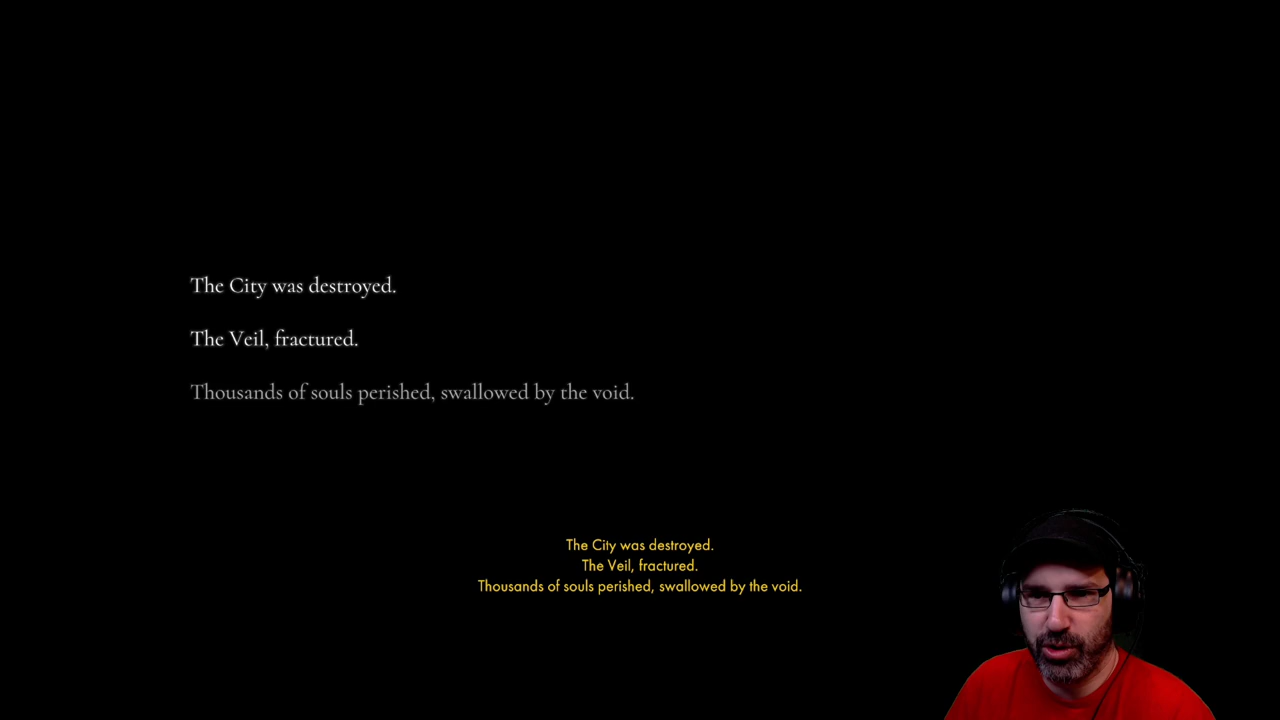 The City was destroyed.
The Veil, fractured.
Thousands of souls perished, swallowed by the void.
The City was destroyed.
The Veil, fractured.
Thousands of souls perished, swallowed by the void.